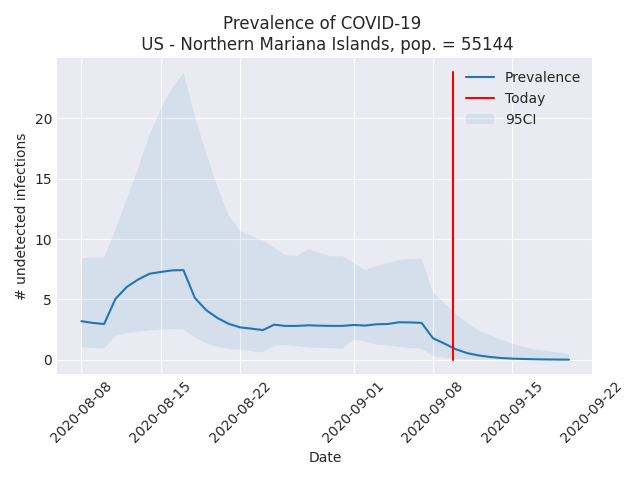 Prevalence of COVID-19
US - Northern Mariana Islands, pop. = 55144
Prevalence
Today
95CI
# undetected infections
20
15
10
5
0
2020-08-08
2020-08-15
2020-08-22
2020-09-01
2020-09-08
2020-09-15
2020-09-22
Date